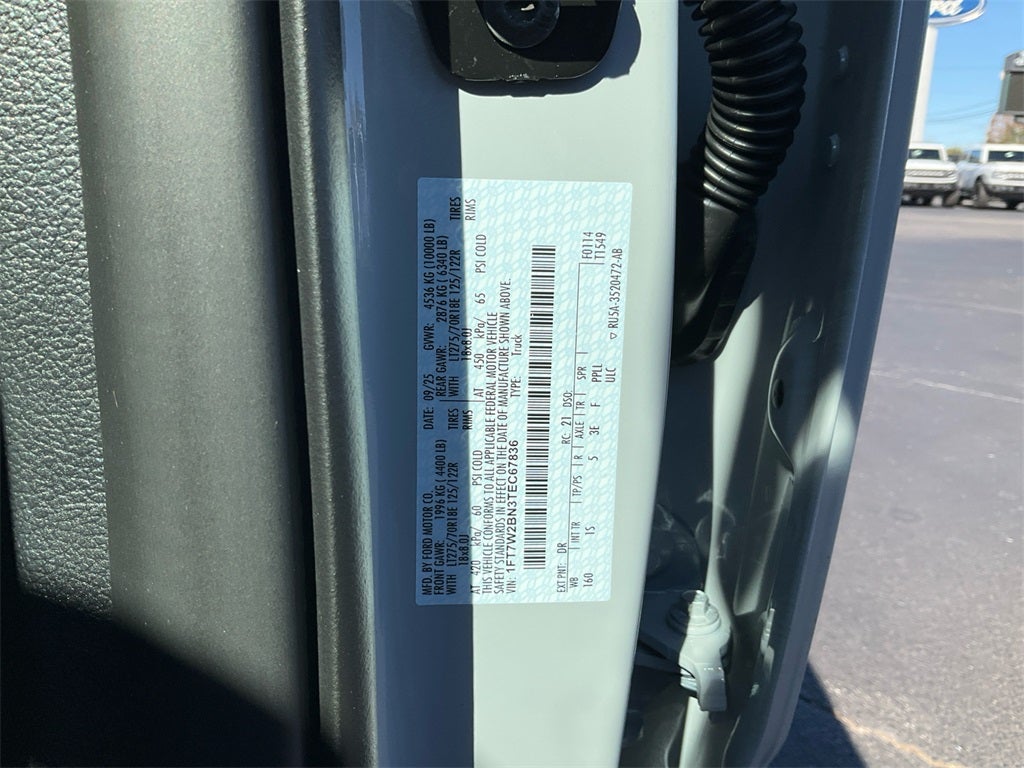 MFD. BY FORD MOTOR CO. DATE: 09/25 GVWR: 4536 KG (10000 LB)
FRONT GAWR: 1996 KG (4400 LB) REAR GAWR: 2876 KG (6340 LB)
WITH LT275/70R18E 125/122R TIRES WITH LT275/70R18E 125/122R TIRES
18x8.0J RIMS 18x8.0J RIMS
AT 420 kPa/ 60 PSI COLD AT 450 kPa/ 65 PSI COLD
THIS VEHICLE CONFORMS TO ALL APPLICABLE FEDERAL MOTOR VEHICLE
SAFETY STANDARDS IN EFFECT ON THE DATE OF MANUFACTURE SHOWN ABOVE.
VIN: 1FT7W2BN3TEC67836 TYPE: Truck
EXT PNT: DR RC: 21 DSO: F0114
WB INT TR TP/PS R AXLE TR SPR T1549
160 1S 5 3E F PPLL
ULC ▽ RU5A-3520472-AB
Ford